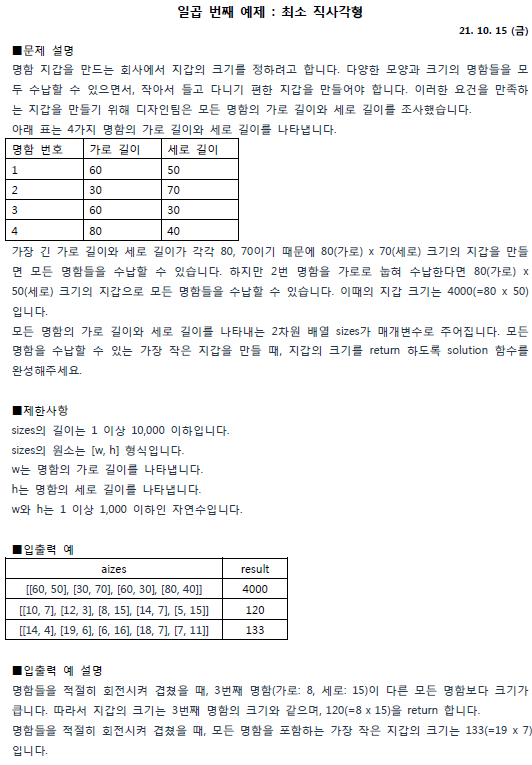 일곱 번째 예제 : 최소 직사각형
21. 10. 15 (금)
■문제 설명
명함 지갑을 만드는 회사에서 지갑의 크기를 정하려고 합니다. 다양한 모양과 크기의 명함들을 모
두 수납할 수 있으면서, 작아서 들고 다니기 편한 지갑을 만들어야 합니다. 이러한 요건을 만족하
는 지갑을 만들기 위해 디자인팀은 모든 명함의 가로 길이와 세로 길이를 조사했습니다.
아래 표는 4가지 명함의 가로 길이와 세로 길이를 나타냅니다.
명함 번호 가로 길이 세로 길이
1 60 50
2 30 70
3 60 30
4 80 40
가장 긴 가로 길이와 세로 길이가 각각 80, 70이기 때문에 80(가로) x 70(세로) 크기의 지갑을 만들
면 모든 명함들을 수납할 수 있습니다. 하지만 2번 명함을 가로로 눕혀 수납한다면 80(가로) x
50(세로) 크기의 지갑으로 모든 명함들을 수납할 수 있습니다. 이때의 지갑 크기는 4000(=80 x 50)
입니다.
모든 명함의 가로 길이와 세로 길이를 나타내는 2차원 배열 sizes가 매개변수로 주어집니다. 모든
명함을 수납할 수 있는 가장 작은 지갑을 만들 때, 지갑의 크기를 return 하도록 solution 함수를
완성해주세요.
■제한사항
sizes의 길이는 1 이상 10,000 이하입니다.
sizes의 원소는 [w, h] 형식입니다.
w는 명함의 가로 길이를 나타냅니다.
h는 명함의 세로 길이를 나타냅니다.
w와 h는 1 이상 1,000 이하인 자연수입니다.
■입출력 예
aizes result
[[60, 50], [30, 70], [60, 30], [80, 40]] 4000
[[10, 7], [12, 3], [8, 15], [14, 7], [5, 15]] 120
[[14, 4], [19, 6], [6, 16], [18, 7], [7, 11]] 133
■입출력 예 설명
명함들을 적절히 회전시켜 겹쳤을 때, 3번째 명함(가로: 8, 세로: 15)이 다른 모든 명함보다 크기가
큽니다. 따라서 지갑의 크기는 3번째 명함의 크기와 같으며, 120(=8 x 15)을 return 합니다.
명함들을 적절히 회전시켜 겹쳤을 때, 모든 명함을 포함하는 가장 작은 지갑의 크기는 133(=19 x 7)
입니다.